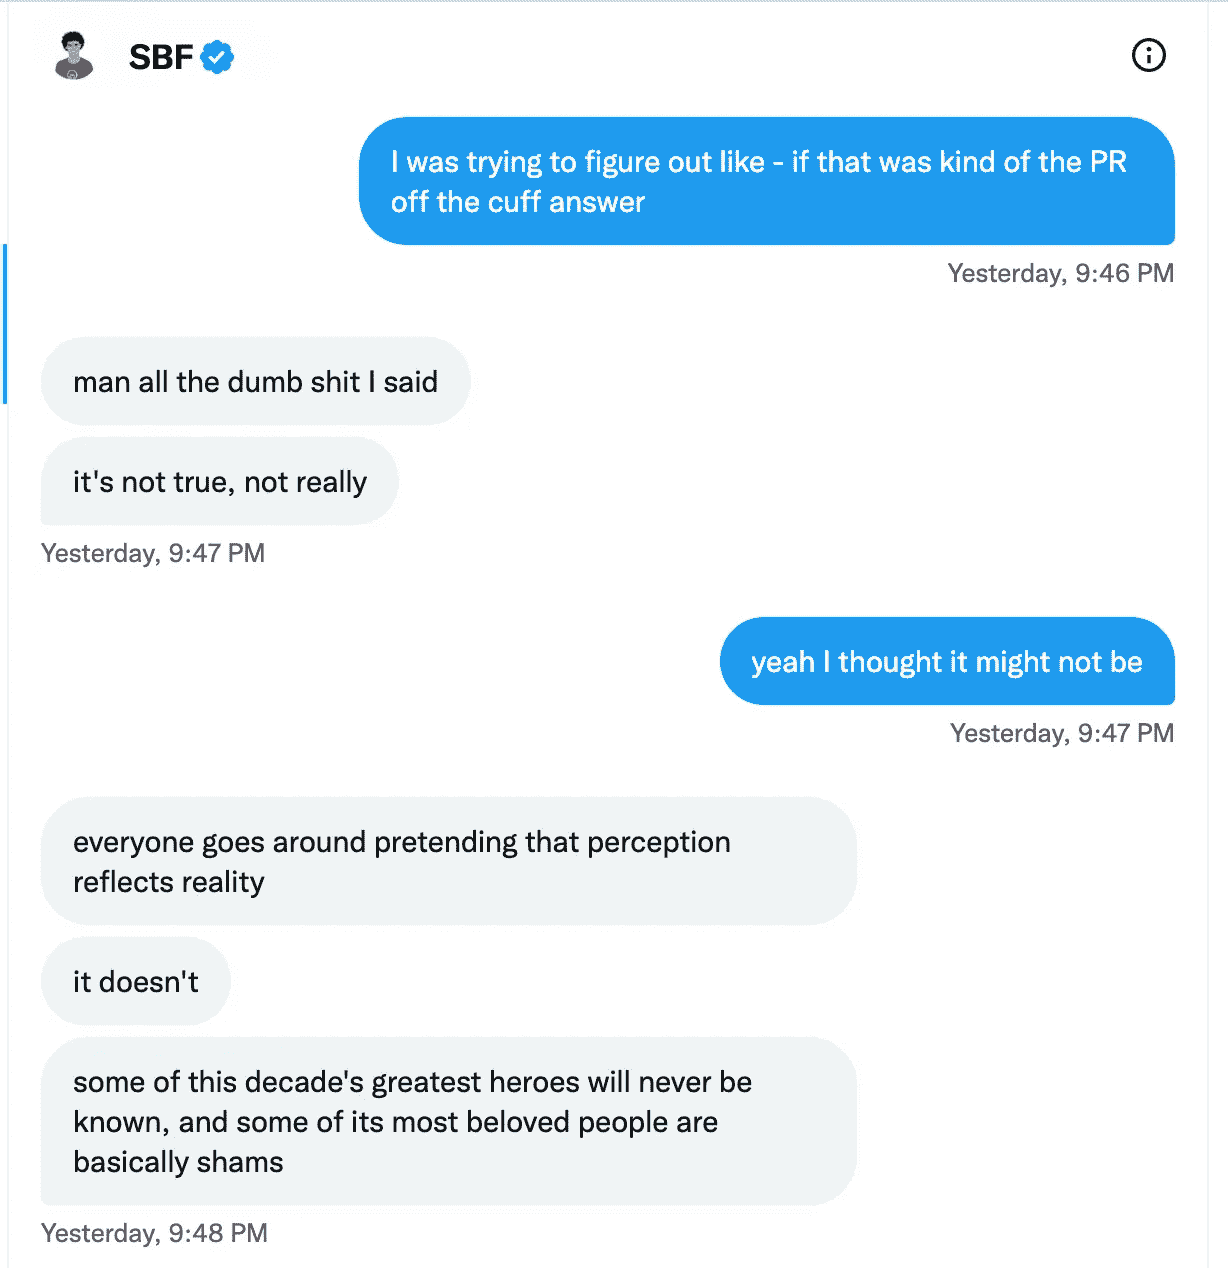 SBF
I was trying to figure out like - if that was kind of the PR
off the cuff answer
Yesterday, 9:46 PM
man all the dumb shit I said
it's not true, not really
Yesterday, 9:47 PM
yeah I thought it might not be
Yesterday, 9:47 PM
everyone goes around pretending that perception
reflects reality
it doesn't
some of this decade's greatest heroes will never be
known, and some of its most beloved people are
basically shams
Yesterday, 9:48 PM